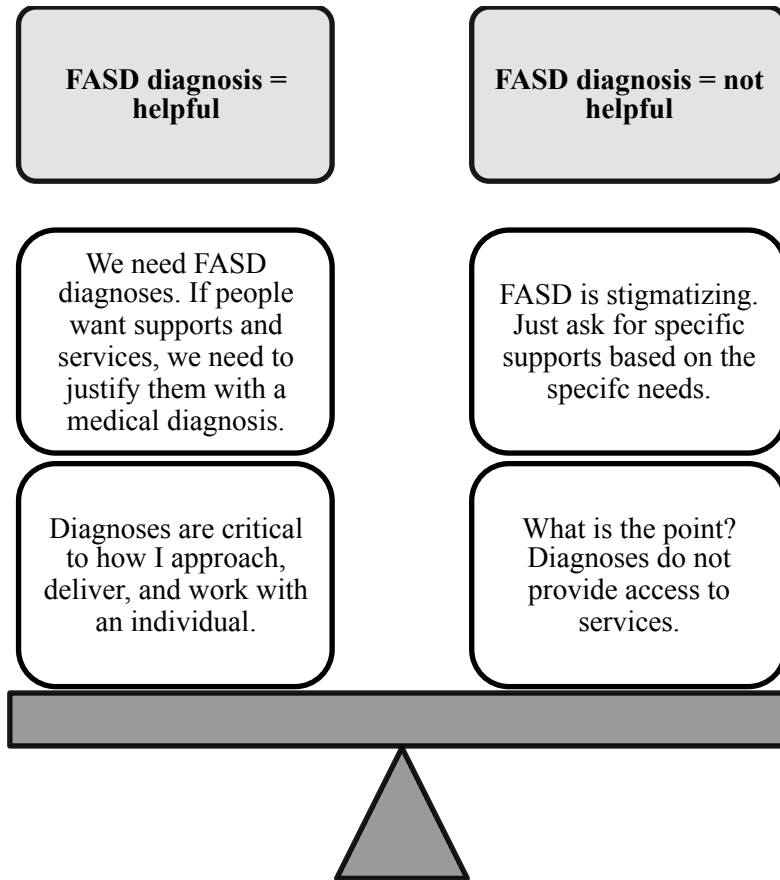 FASD diagnosis =
helpful
FASD diagnosis = not
helpful
We need FASD
diagnoses. If people
want supports and
services, we need to
justify them with a
medical diagnosis.
FASD is stigmatizing.
Just ask for specific
supports based on the
specifc needs.
Diagnoses are critical
to how I approach,
deliver, and work with
an individual.
What is the point?
Diagnoses do not
provide access to
services.